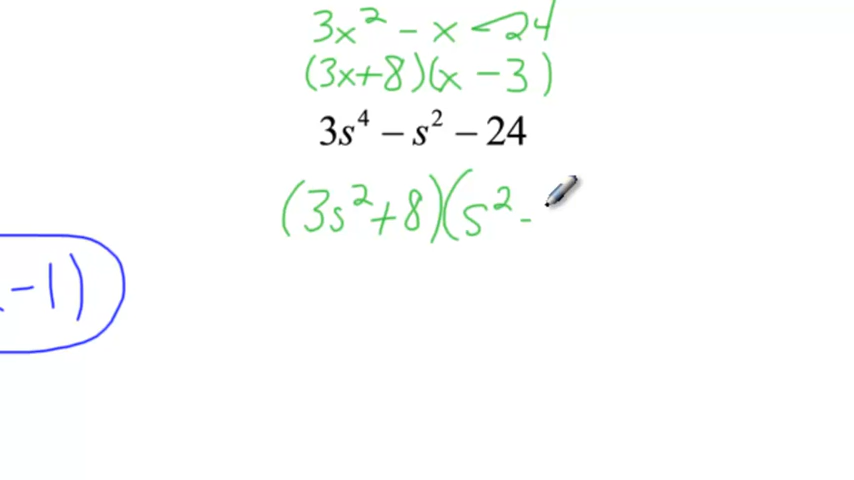 3x² - x - 24
(3x+8)(x - 3)
3s⁴ − s² − 24
(3s²+8)(s² -
-1)